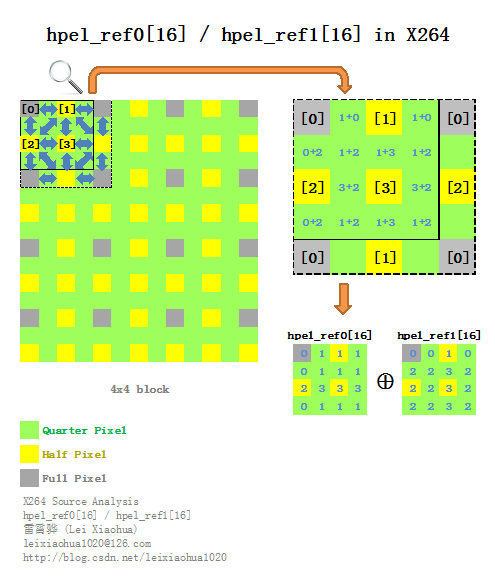 hpel_ref0[16] / hpel_ref1[16] in X264
[0] [1]
[2] [3]
[0] 1+0 [1] 1+0 [0]
0+2 1+2 1+3 1+2
[2] 3+2 [3] 3+2 [2]
0+2 1+2 1+3 1+2
[0] [1] [0]
hpel_ref0[16] hpel_ref1[16]
0 1 1 1 0 0 1 0
0 1 1 1 2 2 3 2
2 3 3 3 2 2 3 2
0 1 1 1 2 2 3 2
4x4 block
Quarter Pixel
Half Pixel
Full Pixel
X264 Source Analysis
hpel_ref0[16] / hpel_ref1[16]
雷霄骅 (Lei Xiaohua)
leixiaohua1020@126.com
http://blog.csdn.net/leixiaohua1020